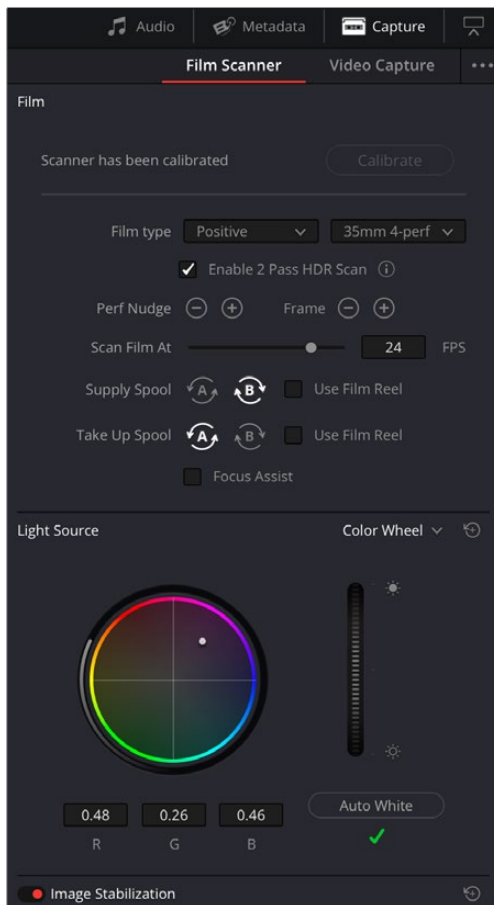 Audio Metadata Capture
Film Scanner Video Capture
Film
Scanner has been calibrated Calibrate
Film type Positive 35mm 4-perf
Enable 2 Pass HDR Scan
Perf Nudge Frame
Scan Film At 24 FPS
Supply Spool A B Use Film Reel
Take Up Spool A B Use Film Reel
Focus Assist
Light Source Color Wheel
0.48 0.26 0.46 Auto White
R G B
Image Stabilization